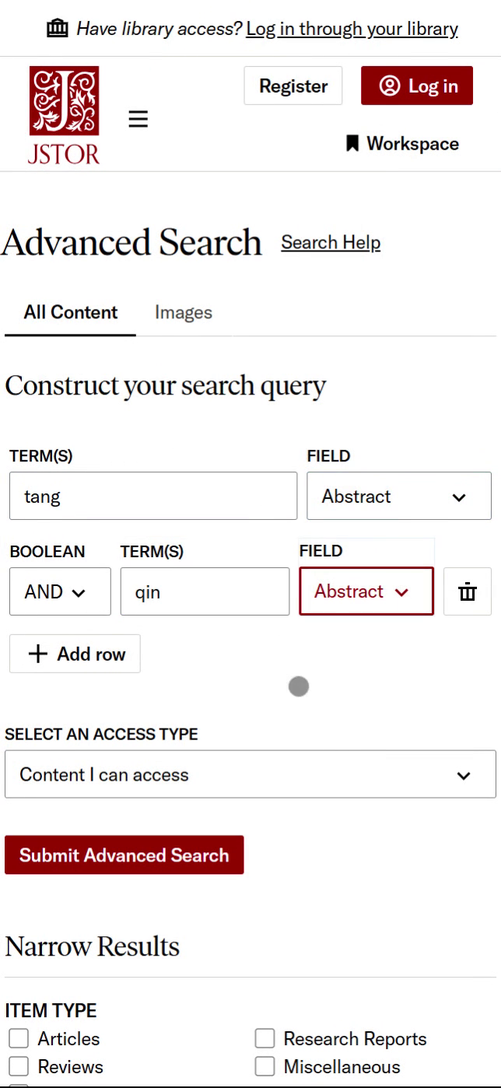 Have library access? Log in through your library
Register
Log in
JSTOR
Workspace
Advanced Search Search Help
All Content Images
Construct your search query
TERM(S) FIELD
tang Abstract
BOOLEAN TERM(S) FIELD
AND qin Abstract
Add row
SELECT AN ACCESS TYPE
Content I can access
Submit Advanced Search
Narrow Results
ITEM TYPE
Articles Research Reports
Reviews Miscellaneous